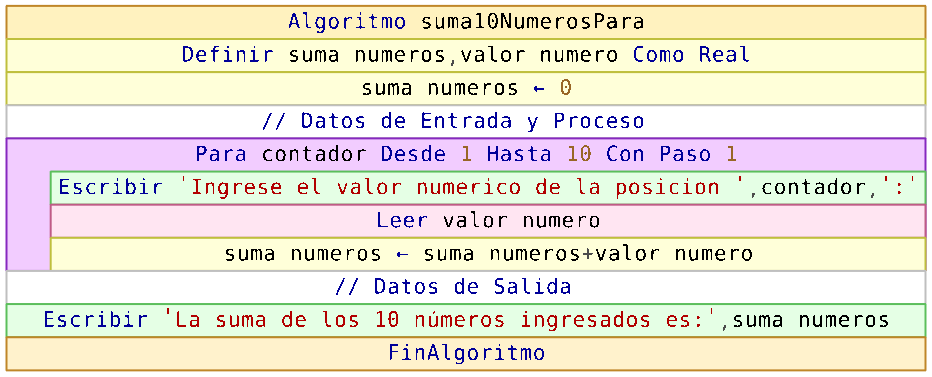 Algoritmo suma10NumerosPara
Definir suma numeros,valor numero Como Real
suma numeros ← 0
// Datos de Entrada y Proceso
Para contador Desde 1 Hasta 10 Con Paso 1
Escribir 'Ingrese el valor numerico de la posicion ',contador,':'
Leer valor numero
suma numeros ← suma numeros+valor numero
// Datos de Salida
Escribir 'La suma de los 10 números ingresados es:',suma numeros
FinAlgoritmo